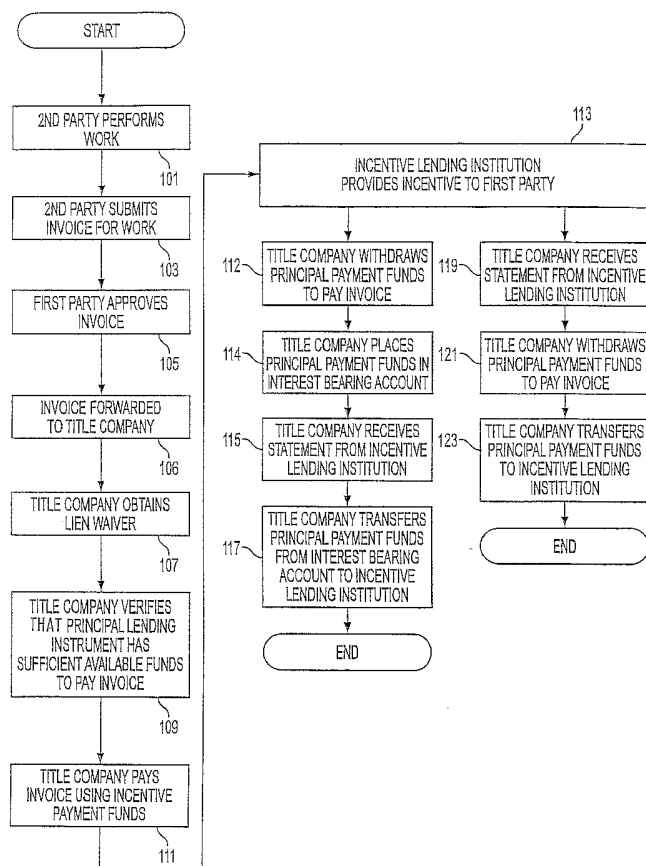 START
2ND PARTY PERFORMS
WORK
101
2ND PARTY SUBMITS
INVOICE FOR WORK
103
FIRST PARTY APPROVES
INVOICE
105
INVOICE FORWARDED
TO TITLE COMPANY
106
TITLE COMPANY OBTAINS
LIEN WAIVER
107
TITLE COMPANY VERIFIES
THAT PRINCIPAL LENDING
INSTRUMENT HAS
SUFFICIENT AVAILABLE FUNDS
TO PAY INVOICE
109
TITLE COMPANY PAYS
INVOICE USING INCENTIVE
PAYMENT FUNDS
111
113
INCENTIVE LENDING INSTITUTION
PROVIDES INCENTIVE TO FIRST PARTY
112
TITLE COMPANY WITHDRAWS
PRINCIPAL PAYMENT FUNDS
TO PAY INVOICE
114
TITLE COMPANY PLACES
PRINCIPAL PAYMENT FUNDS IN
INTEREST BEARING ACCOUNT
115
TITLE COMPANY RECEIVES
STATEMENT FROM INCENTIVE
LENDING INSTITUTION
117
TITLE COMPANY TRANSFERS
PRINCIPAL PAYMENT FUNDS
FROM INTEREST BEARING
ACCOUNT TO INCENTIVE
LENDING INSTITUTION
END
119
TITLE COMPANY RECEIVES
STATEMENT FROM INCENTIVE
LENDING INSTITUTION
121
TITLE COMPANY WITHDRAWS
PRINCIPAL PAYMENT FUNDS
TO PAY INVOICE
123
TITLE COMPANY TRANSFERS
PRINCIPAL PAYMENT FUNDS
TO INCENTIVE LENDING
INSTITUTION
END